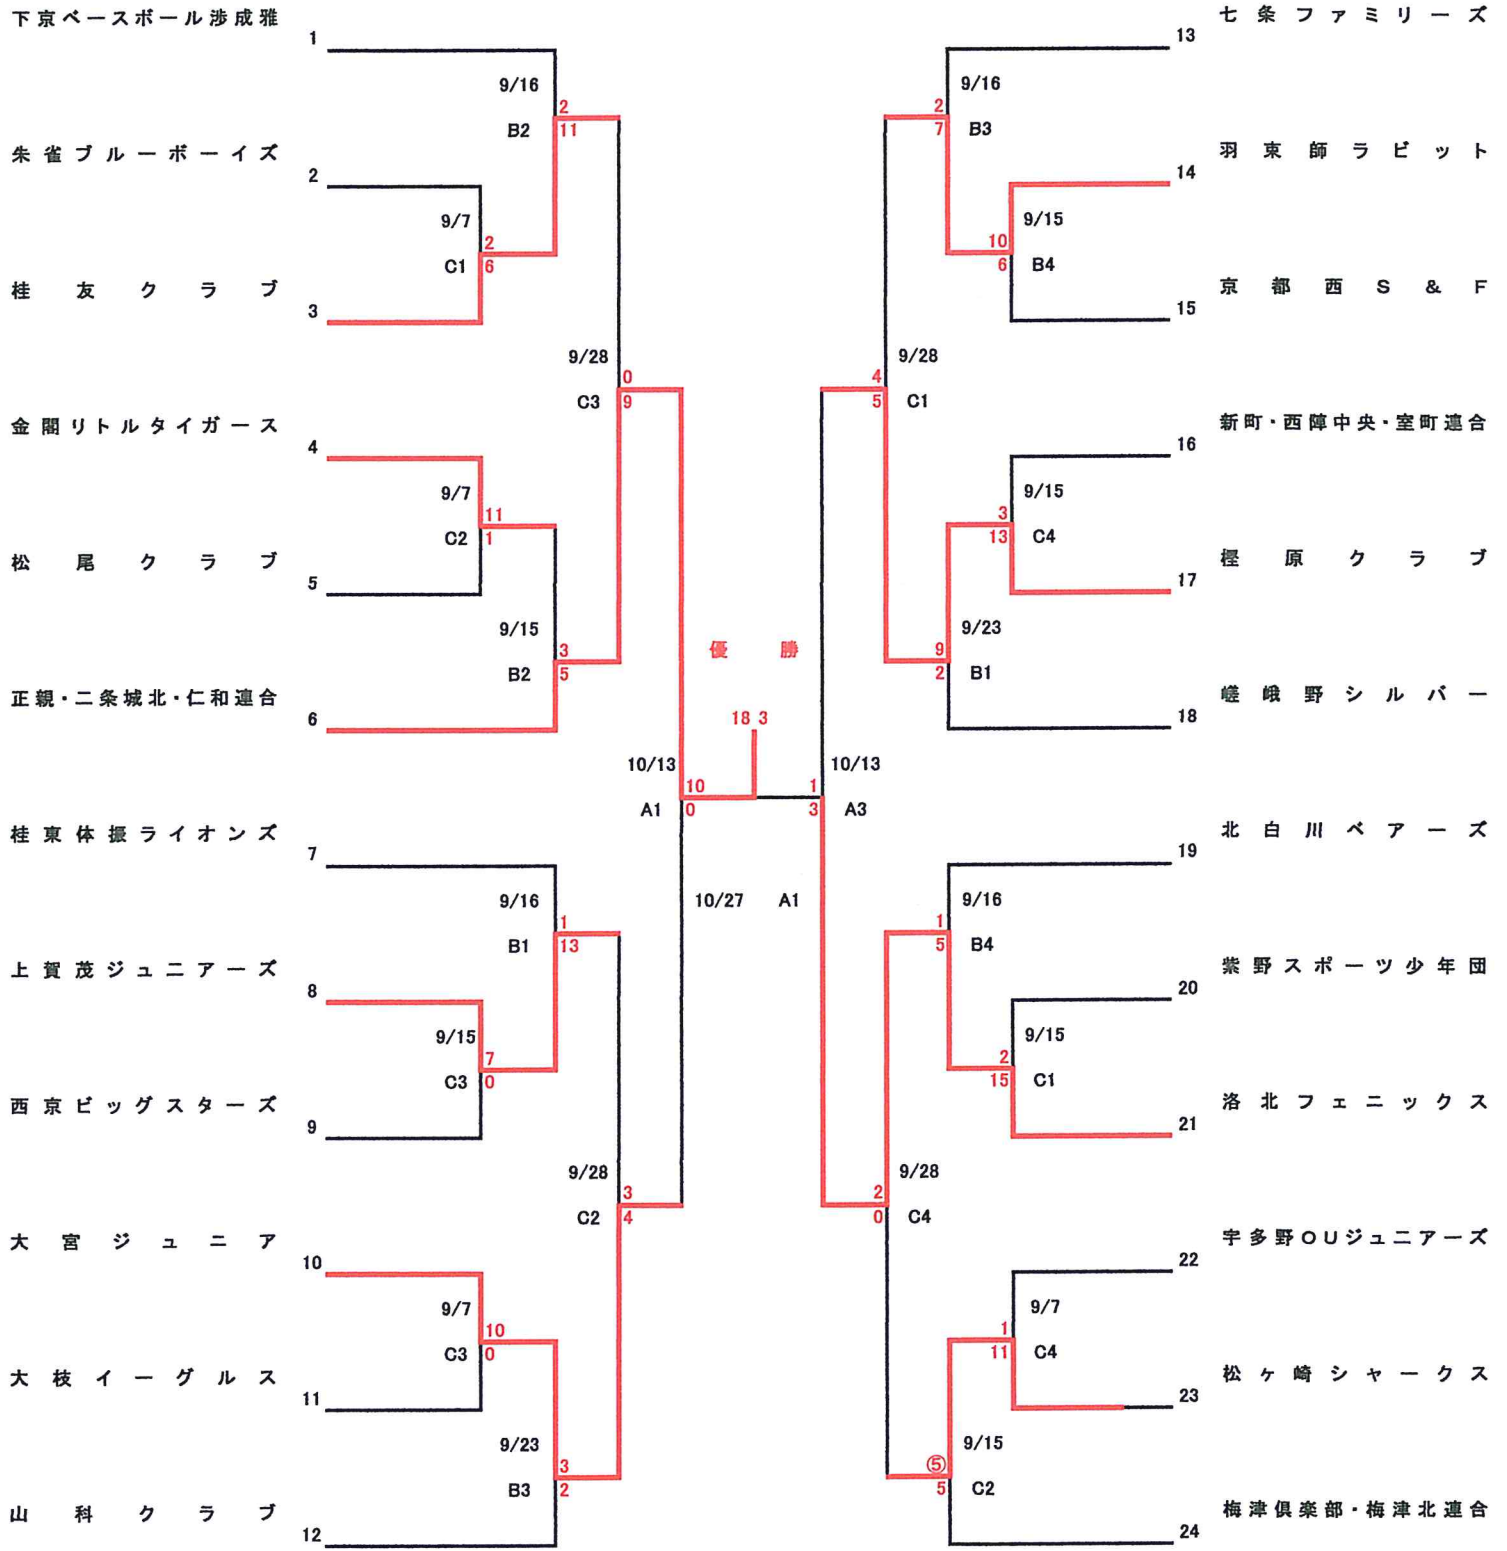 下京ベースボール渉成雅
1
9/16
2
B2
11
朱雀ブルーボーイズ
2
9/7
2
C1
6
桂友クラブ
3
9/28
0
C3
9
金閣リトルタイガース
4
9/7
11
C2
1
松尾クラブ
5
9/15
3
B2
5
正親・二条城北・仁和連合
6
10/13
10
A1
0
桂東体振ライオンズ
7
9/16
1
B1
13
上賀茂ジュニアーズ
8
9/15
7
C3
0
西京ビッグスターズ
9
9/28
3
C2
4
大宮ジュニア
10
9/7
10
C3
0
大枝イーグルス
11
9/23
3
B3
2
山科クラブ
12
優勝
18 3
10/27 A1
七条ファミリーズ
13
9/16
2
7
B3
羽束師ラビット
14
9/15
10
6
B4
京都西S&F
15
9/28
4
5
C1
新町・西陣中央・室町連合
16
9/15
3
13
C4
樫原クラブ
17
9/23
9
2
B1
嵯峨野シルバー
18
10/13
1
3
A3
北白川ベアーズ
19
9/16
1
5
B4
紫野スポーツ少年団
20
9/15
2
15
C1
洛北フェニックス
21
9/28
2
0
C4
宇多野OUジュニアーズ
22
9/7
1
11
C4
松ヶ崎シャークス
23
9/15
⑤
5
C2
梅津倶楽部・梅津北連合
24